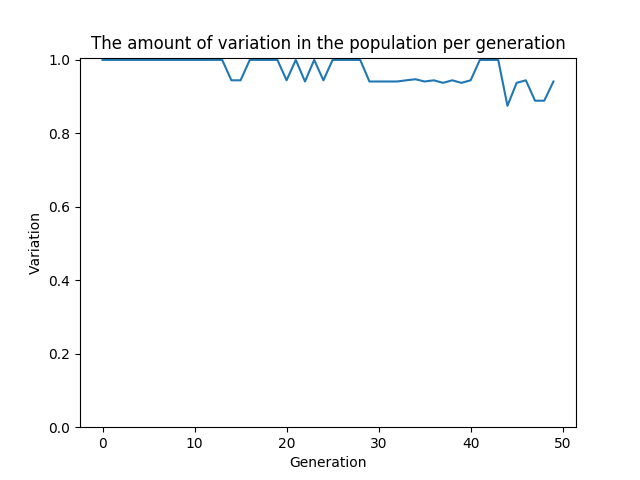 The amount of variation in the population per generation
1.0
0.8
0.6
0.4
0.2
0.0
Variation
0 10 20 30 40 50
Generation